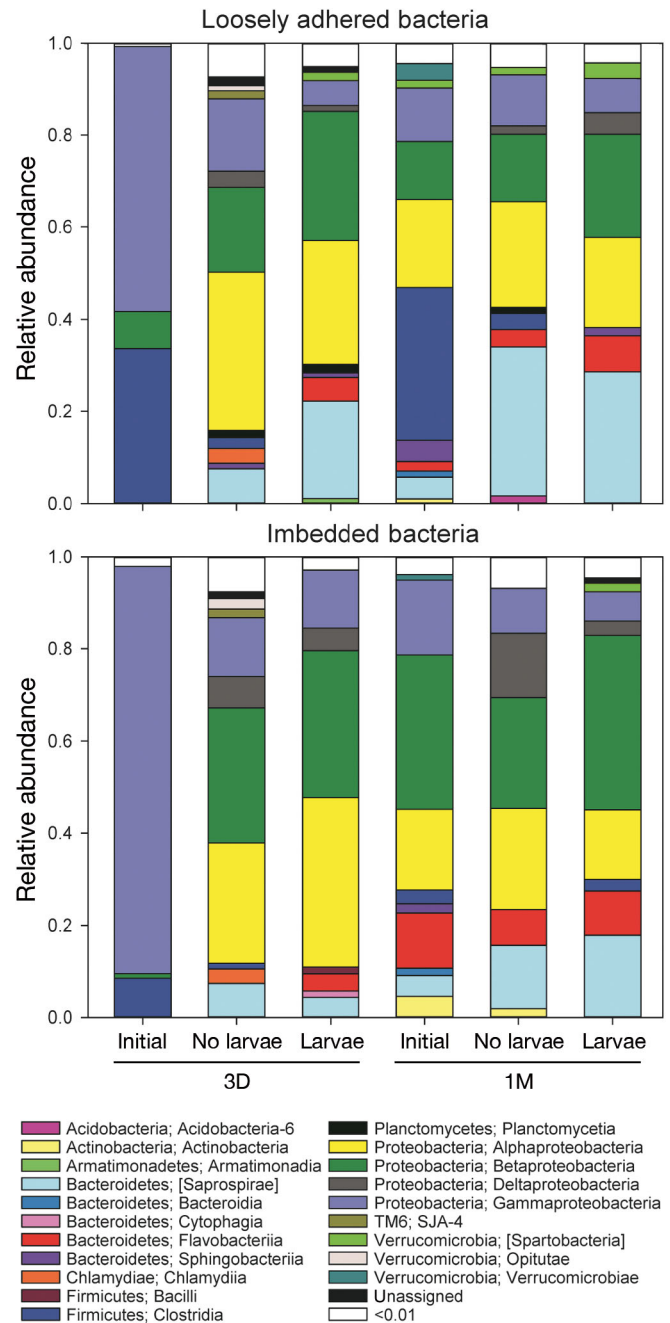 Loosely adhered bacteria
1.0
0.8
0.6
0.4
0.2
0.0
Relative abundance
Imbedded bacteria
1.0
0.8
0.6
0.4
0.2
0.0
Relative abundance
Initial No larvae Larvae Initial No larvae Larvae
3D 1M
Acidobacteria; Acidobacteria-6
Actinobacteria; Actinobacteria
Armatimonadetes; Armatimonadia
Bacteroidetes; [Saprospirae]
Bacteroidetes; Bacteroidia
Bacteroidetes; Cytophagia
Bacteroidetes; Flavobacteriia
Bacteroidetes; Sphingobacteriia
Chlamydiae; Chlamydiia
Firmicutes; Bacilli
Firmicutes; Clostridia
Planctomycetes; Planctomycetia
Proteobacteria; Alphaproteobacteria
Proteobacteria; Betaproteobacteria
Proteobacteria; Deltaproteobacteria
Proteobacteria; Gammaproteobacteria
TM6; SJA-4
Verrucomicrobia; [Spartobacteria]
Verrucomicrobia; Opitutae
Verrucomicrobia; Verrucomicrobiae
Unassigned
<0.01